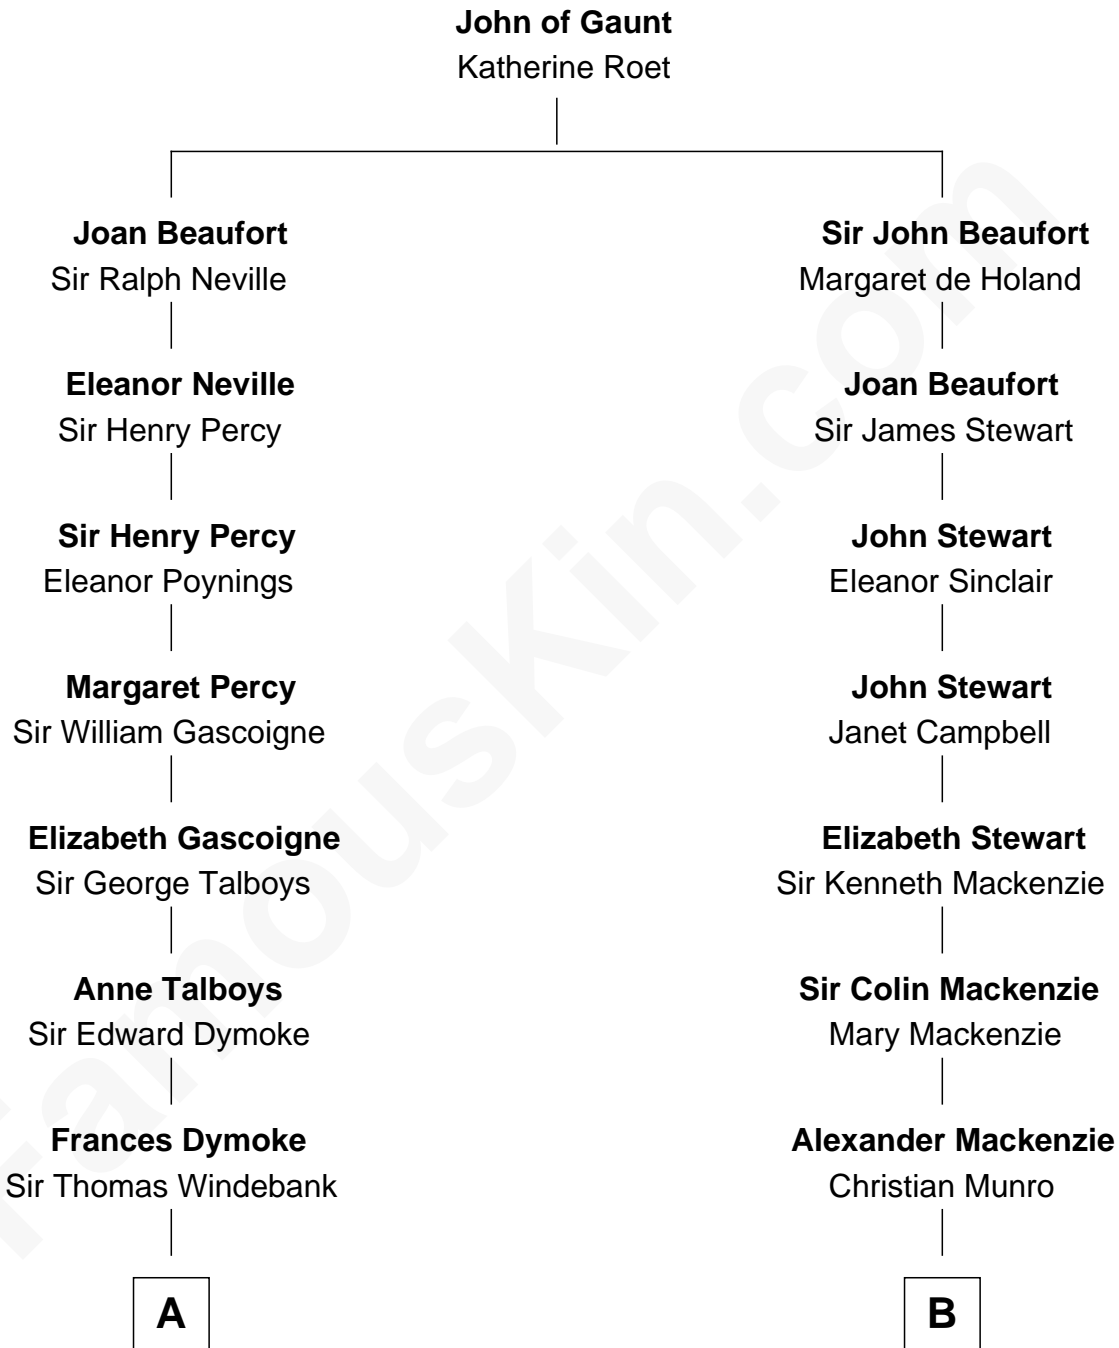 John of Gaunt
Katherine Roet
Joan Beaufort
Sir Ralph Neville
Sir John Beaufort
Margaret de Holand
Eleanor Neville
Sir Henry Percy
Joan Beaufort
Sir James Stewart
Sir Henry Percy
Eleanor Poynings
John Stewart
Eleanor Sinclair
Margaret Percy
Sir William Gascoigne
John Stewart
Janet Campbell
Elizabeth Gascoigne
Sir George Talboys
Elizabeth Stewart
Sir Kenneth Mackenzie
Anne Talboys
Sir Edward Dymoke
Sir Colin Mackenzie
Mary Mackenzie
Frances Dymoke
Sir Thomas Windebank
Alexander Mackenzie
Christian Munro
A
B
FamousKin.com